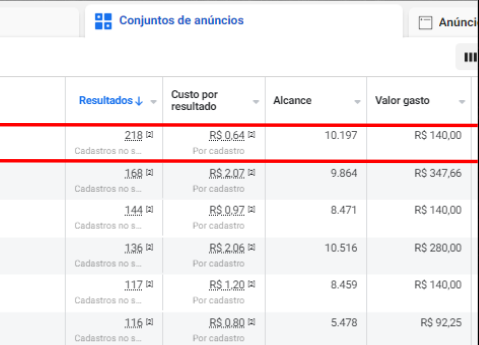 Conjuntos de anúncios
Anúnci
Resultados ↓ Custo por resultado Alcance Valor gasto
218 [2] R$ 0,64 [2] 10.197 R$ 140,00
Cadastros no s... Por cadastro
168 [2] R$ 2,07 [2] 9.864 R$ 347,66
Cadastros no s... Por cadastro
144 [2] R$ 0,97 [2] 8.471 R$ 140,00
Cadastros no s... Por cadastro
136 [2] R$ 2,06 [2] 10.516 R$ 280,00
Cadastros no s... Por cadastro
117 [2] R$ 1,20 [2] 8.459 R$ 140,00
Cadastros no s... Por cadastro
116 [2] R$ 0,80 [2] 5.478 R$ 92,25
Cadastros no s... Por cadastro